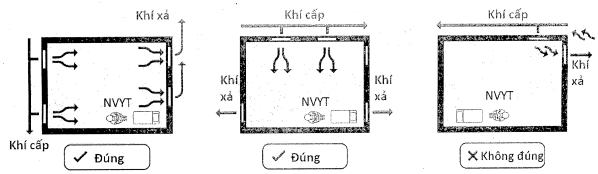 Khí xả
NVYT
Khí cấp
Đúng
Khí cấp
Khí xả
Khí xả
NVYT
Đúng
Khí cấp
Khí xả
NVYT
Không đúng